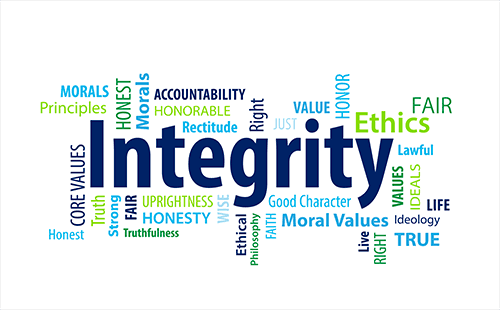 MORALS
Principles
HONEST
Morals
ACCOUNTABILITY
HONORABLE
Rectitude
Right
JUST
VALUE
HONOR
Ethics
FAIR
Lawful
Integrity
CORE VALUES
Truth
Strong
FAIR
UPRIGHTNESS
HONESTY
WISE
Honest
Truthfulness
Ethical
Philosophy
FAITH
Good Character
Moral Values
Live
RIGHT
VALUES
IDEALS
LIFE
Ideology
TRUE